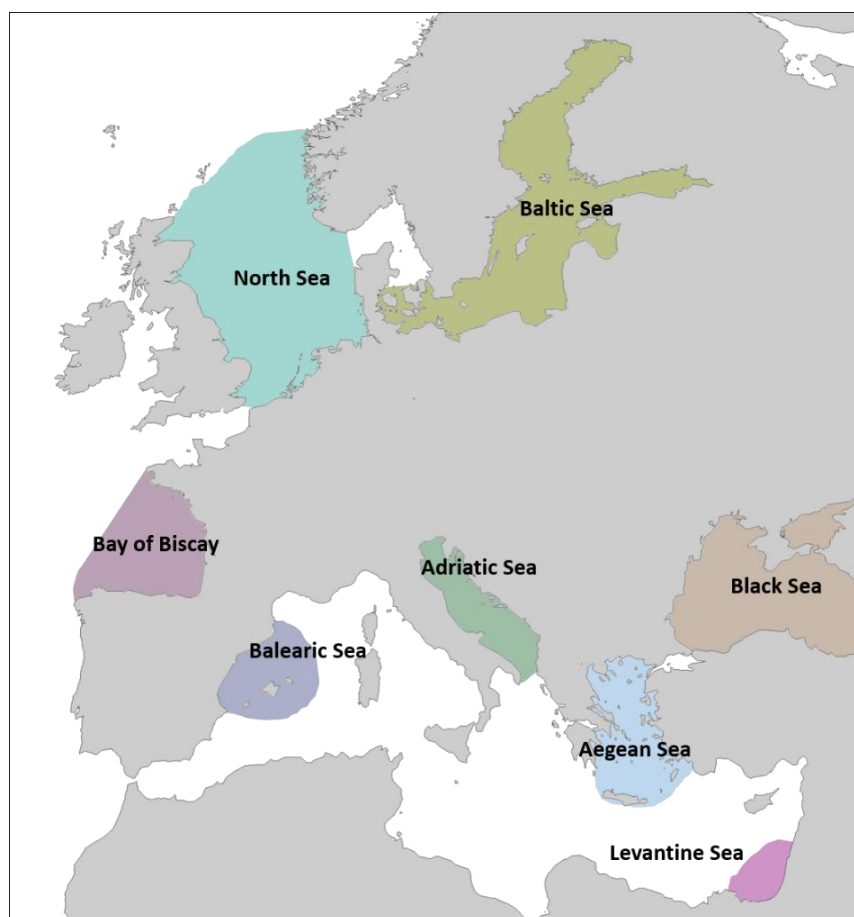 Baltic Sea
North Sea
Bay of Biscay
Adriatic Sea
Black Sea
Balearic Sea
Aegean Sea
Levantine Sea